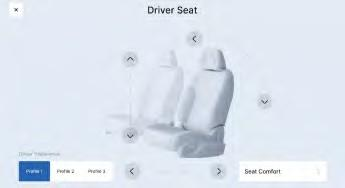 Driver Seat
Profile 1
Profile 2
Profile 3
Seat Comfort